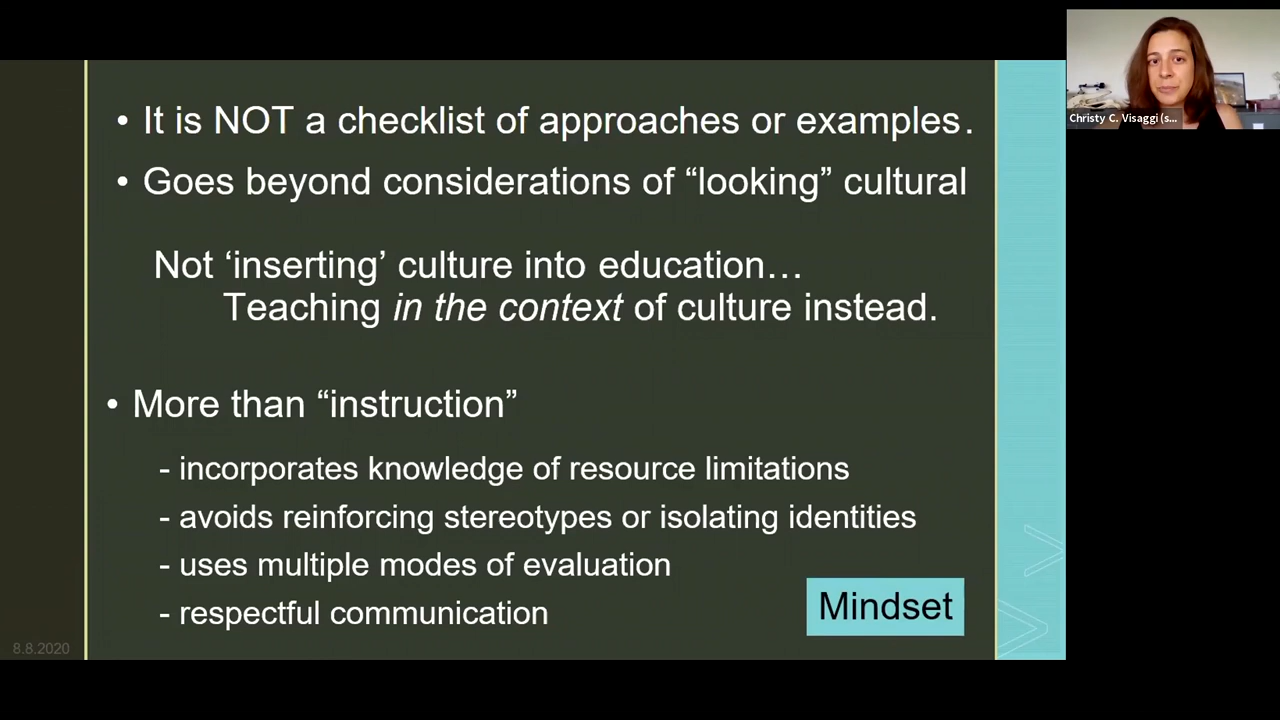 • It is NOT a checklist of approaches or examples.
• Goes beyond considerations of “looking” cultural
Not ‘inserting’ culture into education…
Teaching in the context of culture instead.
• More than “instruction”
- incorporates knowledge of resource limitations
- avoids reinforcing stereotypes or isolating identities
- uses multiple modes of evaluation
- respectful communication
Mindset
8.8.2020
Christy C. Visaggi (s...